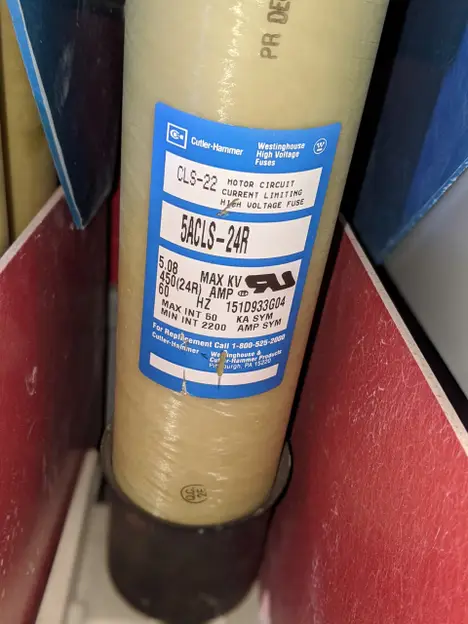 PR DE
Cutler-Hammer
Westinghouse
High Voltage
Fuses
W
CLS-22 MOTOR CIRCUIT
CURRENT LIMITING
HIGH VOLTAGE FUSE
5ACLS-24R
5.08 MAX KV
450(24R) AMP
60 HZ 151D933G04
MAX INT 50 KA SYM
MIN INT 2200 AMP SYM
For Replacement Call 1-800-525-2000
Cutler-Hammer Westinghouse &
Cutler-Hammer Products
Pittsburgh, PA 15220